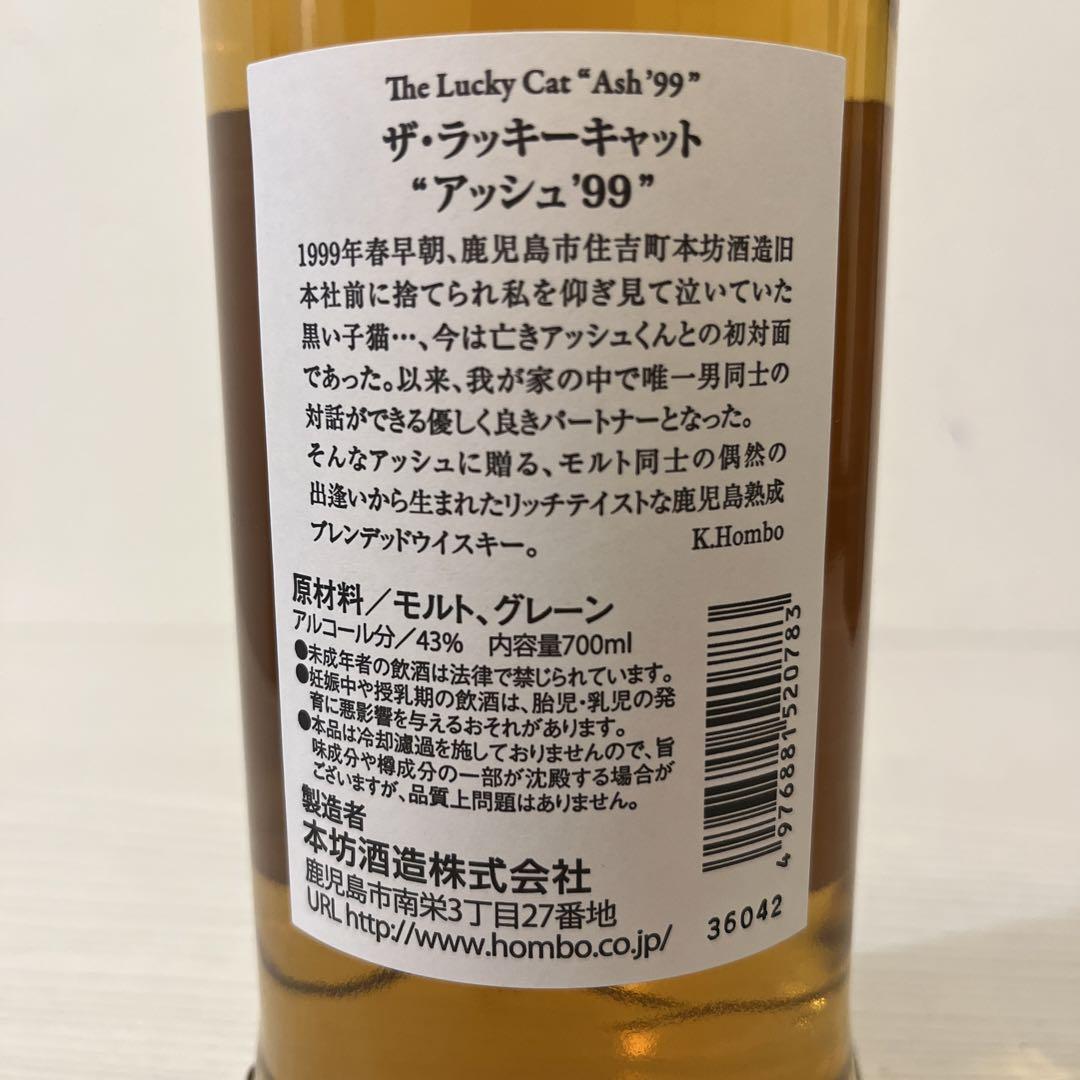 The Lucky Cat “Ash ’99”
ザ・ラッキーキャット
“アッシュ’99”
1999年春早朝、鹿児島市住吉町本坊酒造旧
本社前に捨てられ私を仰ぎ見て泣いていた
黒い子猫…、今は亡きアッシュくんとの初対面
であった。以来、我が家の中で唯一男同士の
対話ができる優しく良きパートナーとなった。
そんなアッシュに贈る、モルト同士の偶然の
出逢いから生まれたリッチテイストな鹿児島熟成
ブレンデッドウイスキー。 K.Hombo
原材料／モルト、グレーン
アルコール分／43% 内容量700ml
●未成年者の飲酒は法律で禁じられています。
●妊娠中や授乳期の飲酒は、胎児・乳児の発
育に悪影響を与えるおそれがあります。
●本品は冷却濾過を施しておりませんので、旨
味成分や樽成分の一部が沈殿する場合が
ございますが、品質上問題はありません。
製造者
本坊酒造株式会社
鹿児島市南栄3丁目27番地
URL http://www.hombo.co.jp/
4976881520783
36042